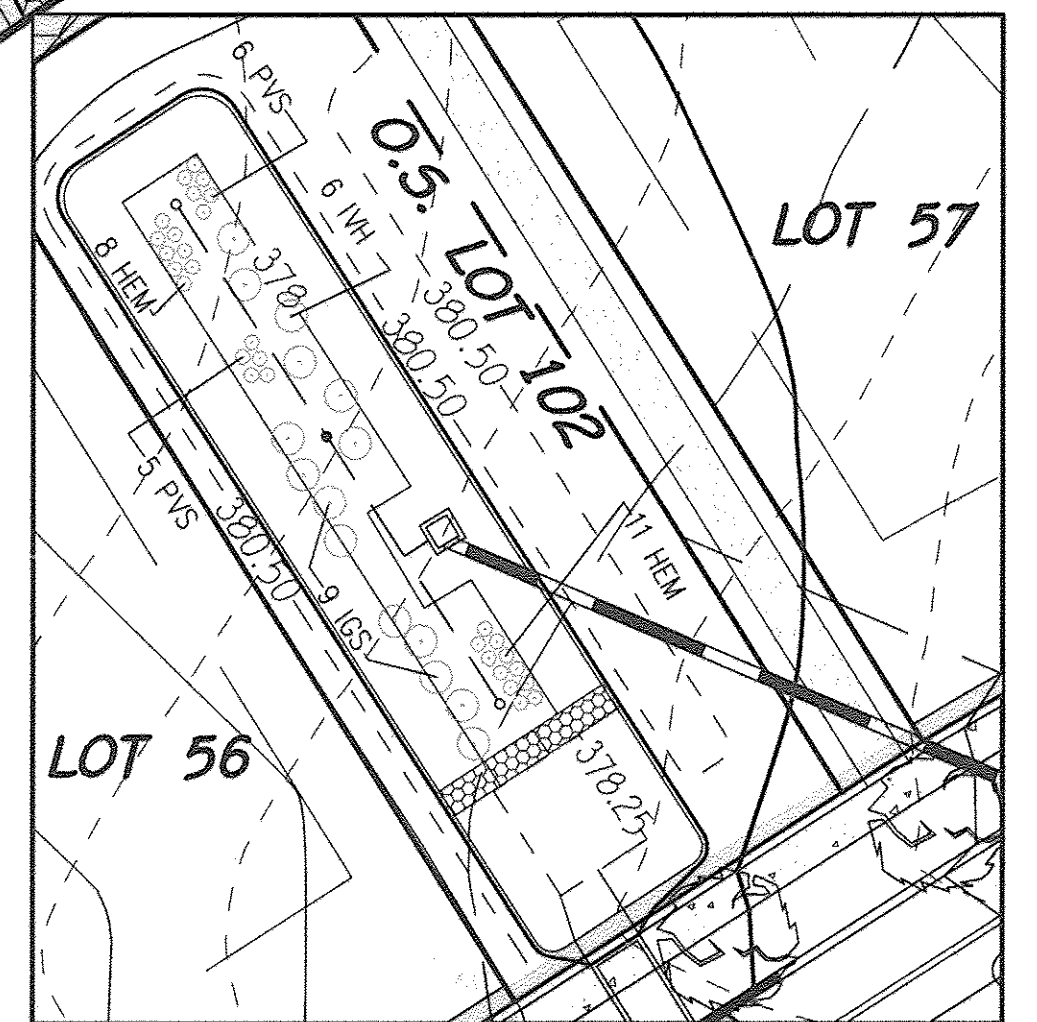 6 PVS
O.S. LOT 102
6 IVH
LOT 57
8 HEM
378
380.50
380.50
5 PVS
380.50
11 HEM
9 IGS
LOT 56
378.25